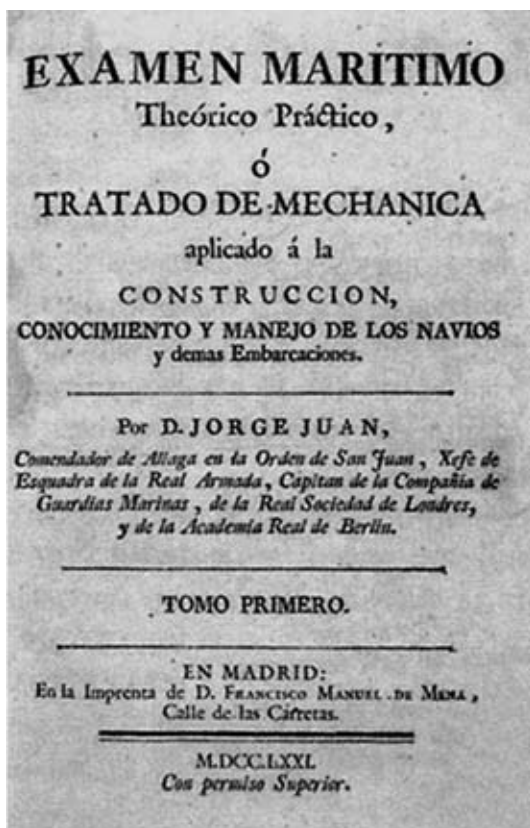 EXAMEN MARITIMO
Theórico Práctico,
ó
TRATADO DE MECHANICA
aplicado á la
CONSTRUCCION,
CONOCIMIENTO Y MANEJO DE LOS NAVIOS
y demas Embarcaciones.
Por D. JORGE JUAN,
Comendador de Aliaga en la Orden de San Juan, Xefe de
Esquadra de la Real Armada, Capitan de la Compañia de
Guardias Marinas, de la Real Sociedad de Londres,
y de la Academia Real de Berlin.
TOMO PRIMERO.
EN MADRID:
En la Imprenta de D. FRANCISCO MANUEL DE MENA,
Calle de las Carretas.
M.DCC.LXXI.
Con permiso Superior.